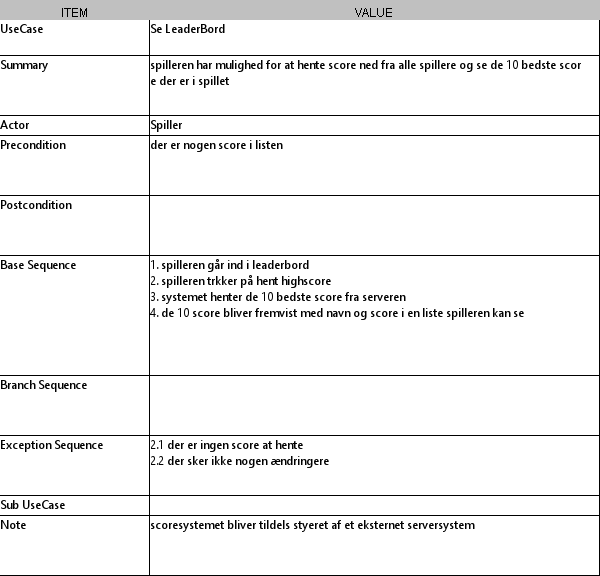 ITEM VALUE
UseCase Se LeaderBord
Summary spilleren har mulighed for at hente score ned fra alle spillere og se de 10 bedste scor
e der er i spillet
Actor Spiller
Precondition der er nogen score i listen
Postcondition
Base Sequence 1. spilleren går ind i leaderbord
2. spilleren trkker på hent highscore
3. systemet henter de 10 bedste score fra serveren
4. de 10 score bliver fremvist med navn og score i en liste spilleren kan se
Branch Sequence
Exception Sequence 2.1 der er ingen score at hente
2.2 der sker ikke nogen ændringere
Sub UseCase
Note scoresystemet bliver tildels styreret af et eksternet serversystem